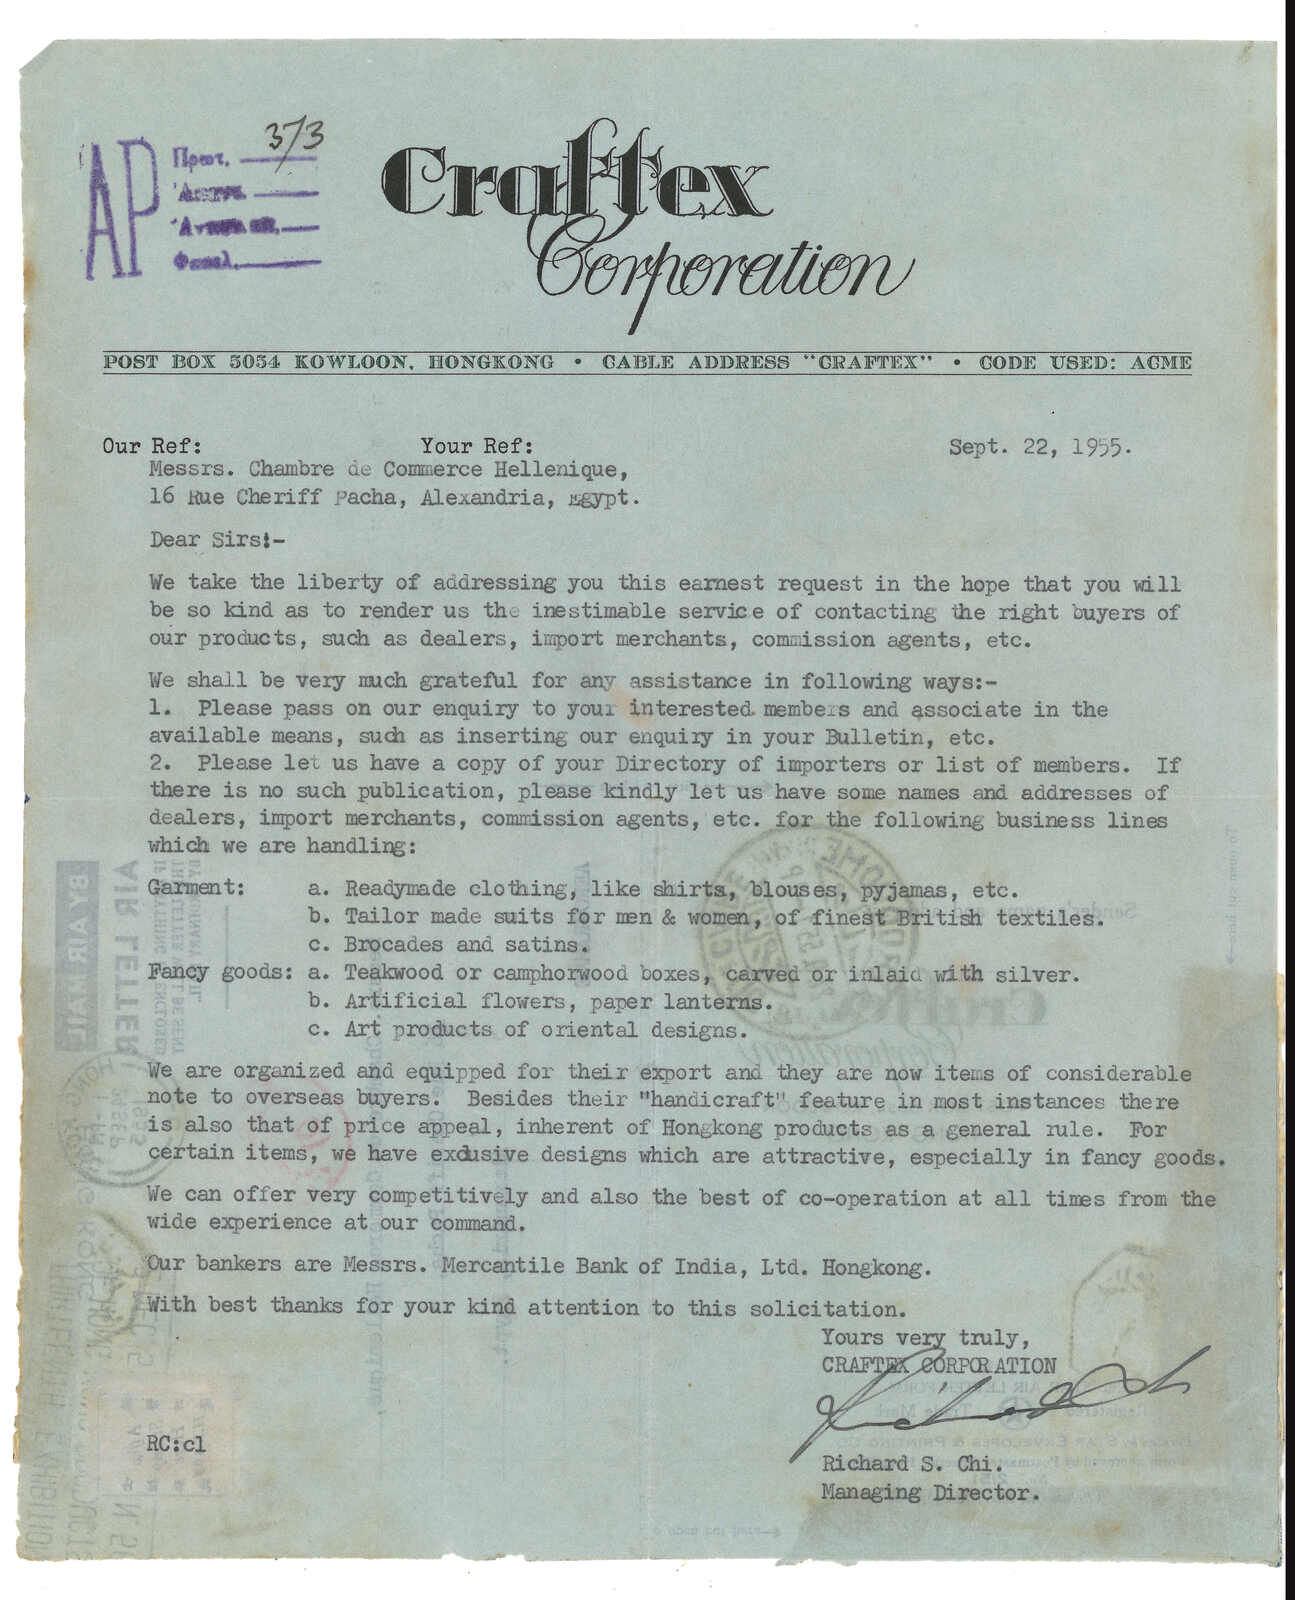 373
ΑΡ
Πρωτ.
Φακελ.
Craftex
Corporation
POST BOX 5054 KOWLOON, HONGKONG • CABLE ADDRESS "CRAFTEX" • CODE USED: ACME
Our Ref: Your Ref: Sept. 22, 1955.
Messrs. Chambre de Commerce Hellenique,
16 Rue Cheriff Pacha, Alexandria, Egypt.
Dear Sirs:-
We take the liberty of addressing you this earnest request in the hope that you will
be so kind as to render us the inestimable service of contacting the right buyers of
our products, such as dealers, import merchants, commission agents, etc.
We shall be very much grateful for any assistance in following ways:-
1. Please pass on our enquiry to your interested members and associate in the
available means, such as inserting our enquiry in your Bulletin, etc.
2. Please let us have a copy of your Directory of importers or list of members. If
there is no such publication, please kindly let us have some names and addresses of
dealers, import merchants, commission agents, etc. for the following business lines
which we are handling:
Garment: a. Readymade clothing, like shirts, blouses, pyjamas, etc.
b. Tailor made suits for men & women, of finest British textiles.
c. Brocades and satins.
Fancy goods: a. Teakwood or camphorwood boxes, carved or inlaid with silver.
b. Artificial flowers, paper lanterns.
c. Art products of oriental designs.
We are organized and equipped for their export and they are now items of considerable
note to overseas buyers. Besides their "handicraft" feature in most instances there
is also that of price appeal, inherent of Hongkong products as a general rule. For
certain items, we have exclusive designs which are attractive, especially in fancy goods.
We can offer very competitively and also the best of co-operation at all times from the
wide experience at our command.
Our bankers are Messrs. Mercantile Bank of India, Ltd. Hongkong.
With best thanks for your kind attention to this solicitation.
Yours very truly,
CRAFTEX CORPORATION
RC:cl
Richard S. Chi.
Managing Director.